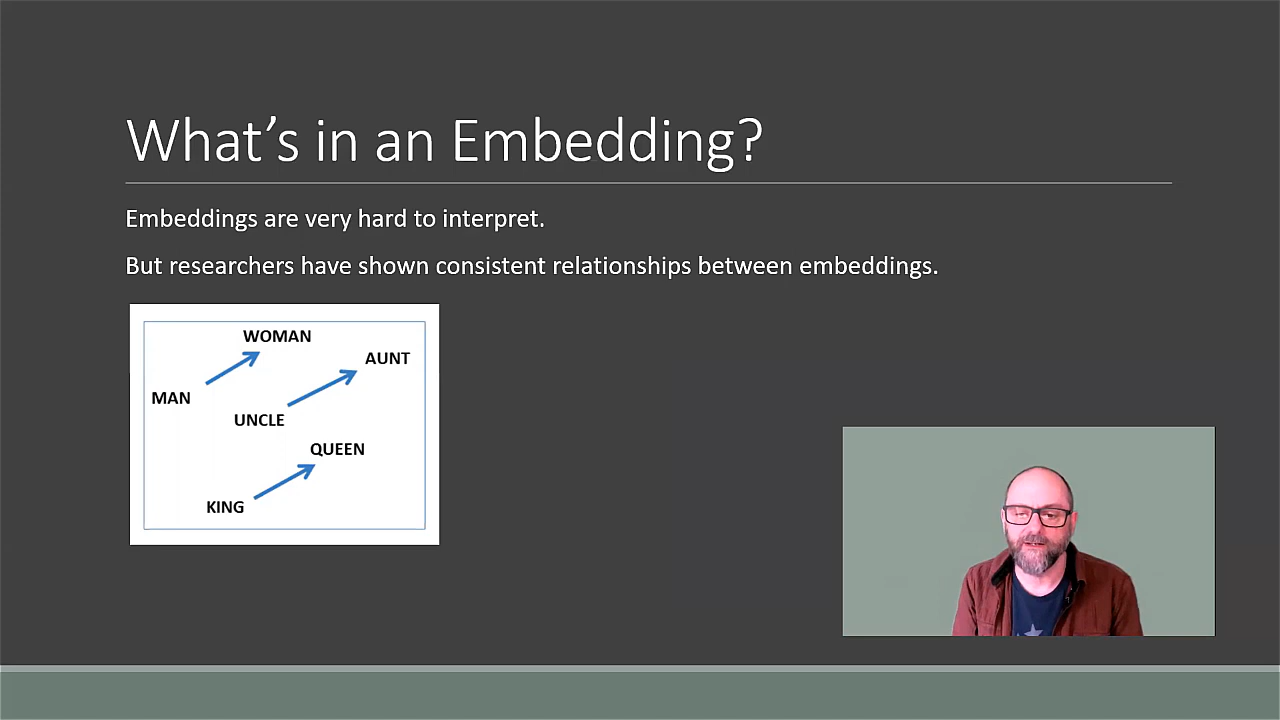 What’s in an Embedding?
Embeddings are very hard to interpret.
But researchers have shown consistent relationships between embeddings.
WOMAN
AUNT
MAN
UNCLE
QUEEN
KING